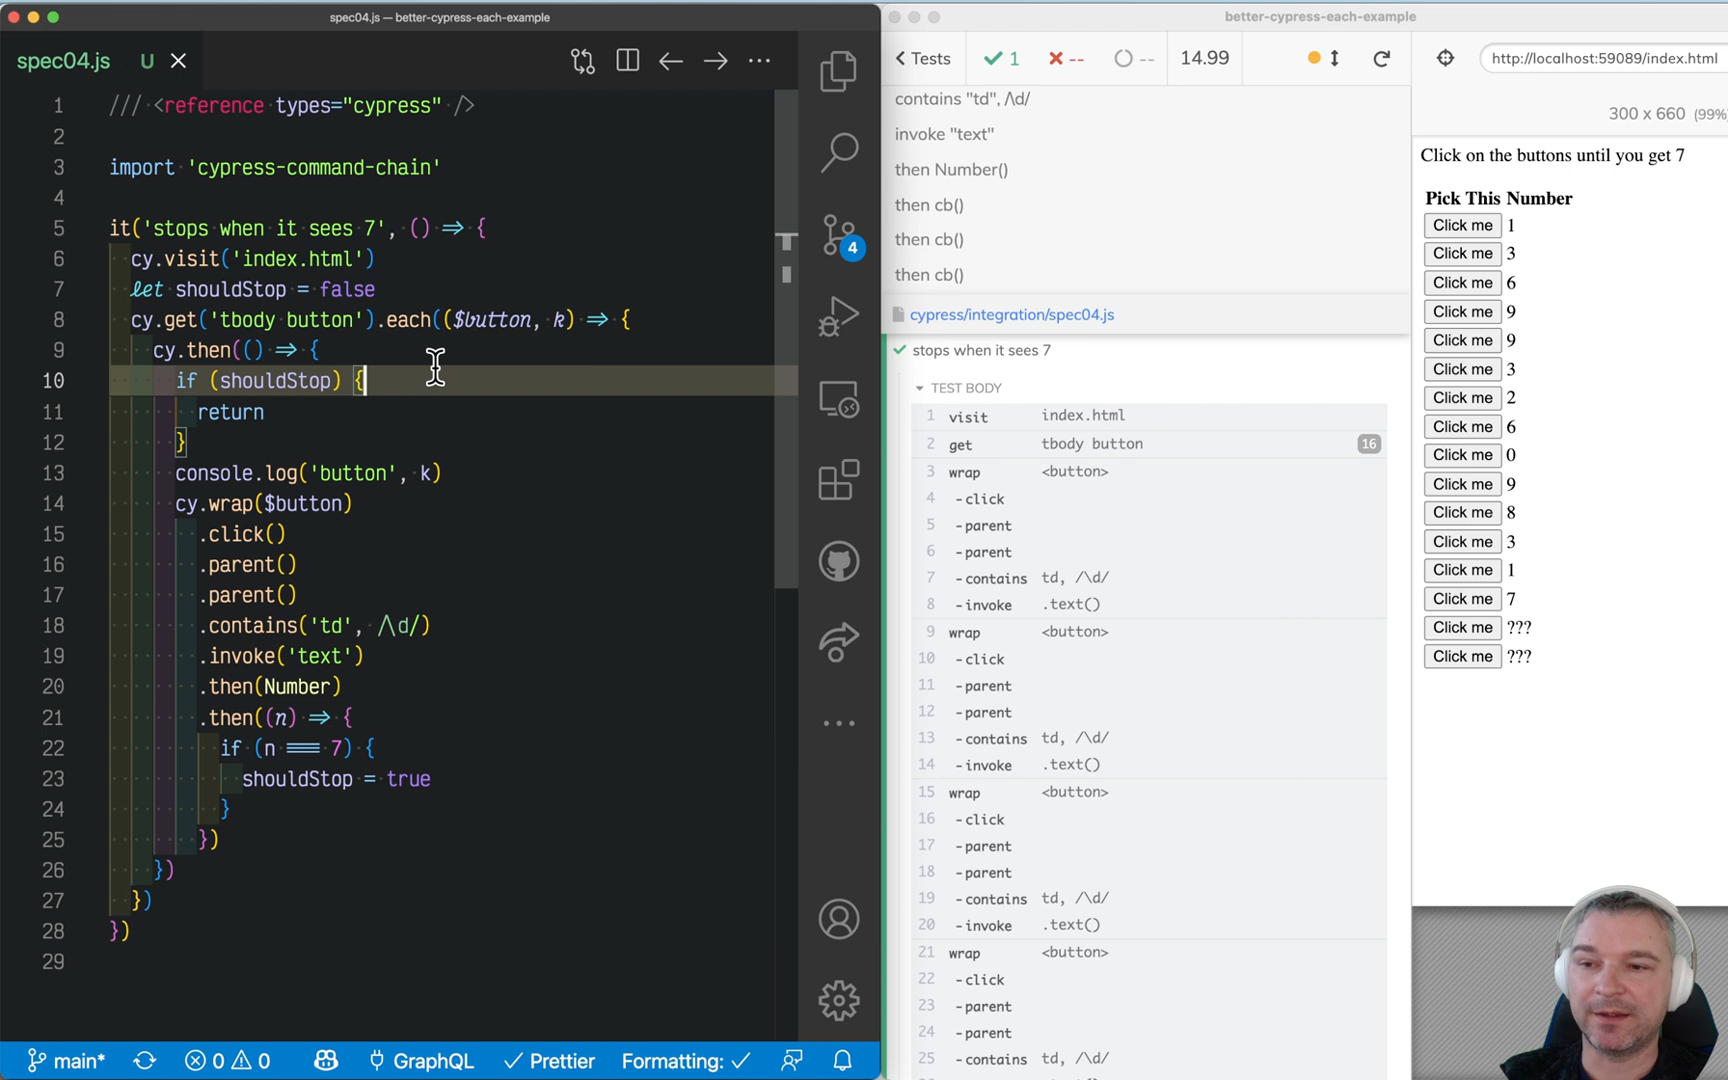 spec04.js — better-cypress-each-example
spec04.js U
1 /// <reference types="cypress" />
2
3 import 'cypress-command-chain'
4
5 it('stops when it sees 7', () => {
6 cy.visit('index.html')
7 let shouldStop = false
8 cy.get('tbody button').each(($button, k) => {
9 cy.then(() => {
10 if (shouldStop) {
11 return
12 }
13 console.log('button', k)
14 cy.wrap($button)
15 .click()
16 .parent()
17 .parent()
18 .contains('td', /\d/)
19 .invoke('text')
20 .then(Number)
21 .then((n) => {
22 if (n === 7) {
23 shouldStop = true
24 }
25 })
26 })
27 })
28 })
29
4
main* 0 0 GraphQL Prettier Formatting:
better-cypress-each-example
Tests 1 -- -- 14.99
contains "td", /\d/
invoke "text"
then Number()
then cb()
then cb()
then cb()
cypress/integration/spec04.js
stops when it sees 7
TEST BODY
1 visit index.html
2 get tbody button 16
3 wrap <button>
4 -click
5 -parent
6 -parent
7 -contains td, /\d/
8 -invoke .text()
9 wrap <button>
10 -click
11 -parent
12 -parent
13 -contains td, /\d/
14 -invoke .text()
15 wrap <button>
16 -click
17 -parent
18 -parent
19 -contains td, /\d/
20 -invoke .text()
21 wrap <button>
22 -click
23 -parent
24 -parent
25 -contains td, /\d/
http://localhost:59089/index.html
300 x 660 (99%
Click on the buttons until you get 7
Pick This Number
Click me 1
Click me 3
Click me 6
Click me 9
Click me 9
Click me 3
Click me 2
Click me 6
Click me 0
Click me 9
Click me 8
Click me 3
Click me 1
Click me 7
Click me ???
Click me ???